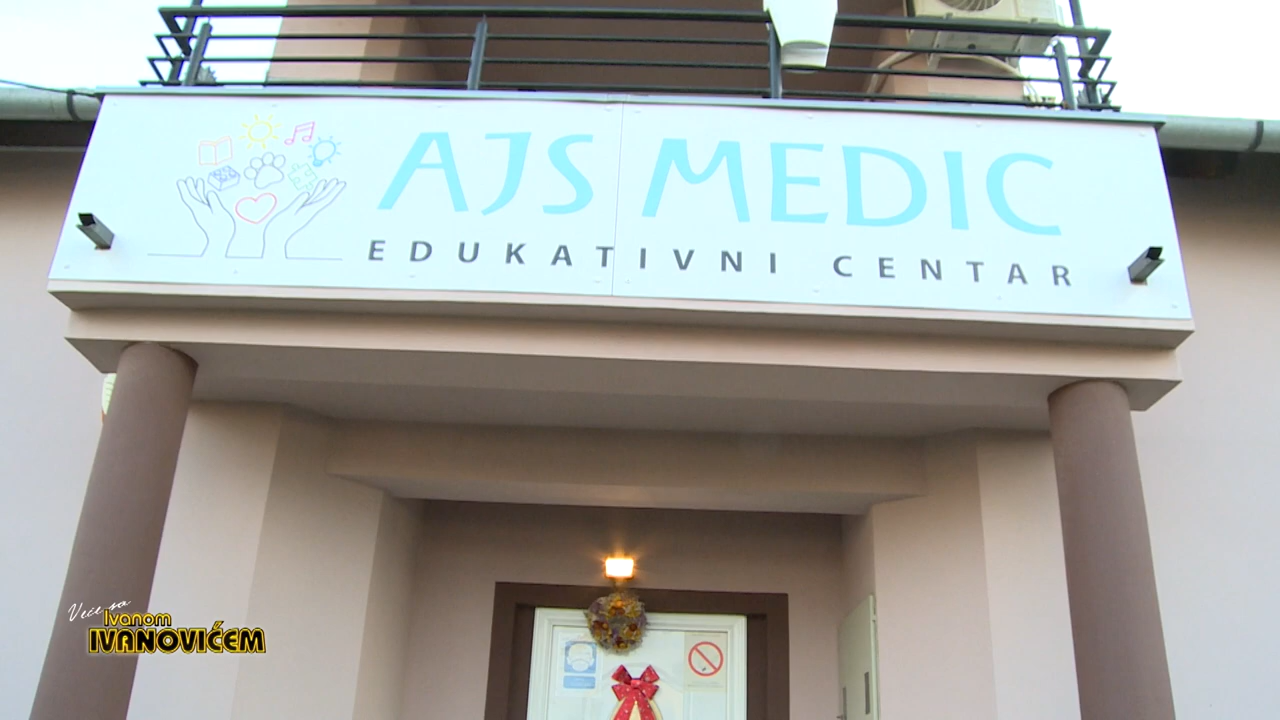 AJS MEDIC
EDUKATIVNI CENTAR
Veče sa
Ivanom
IVANOVIĆEM